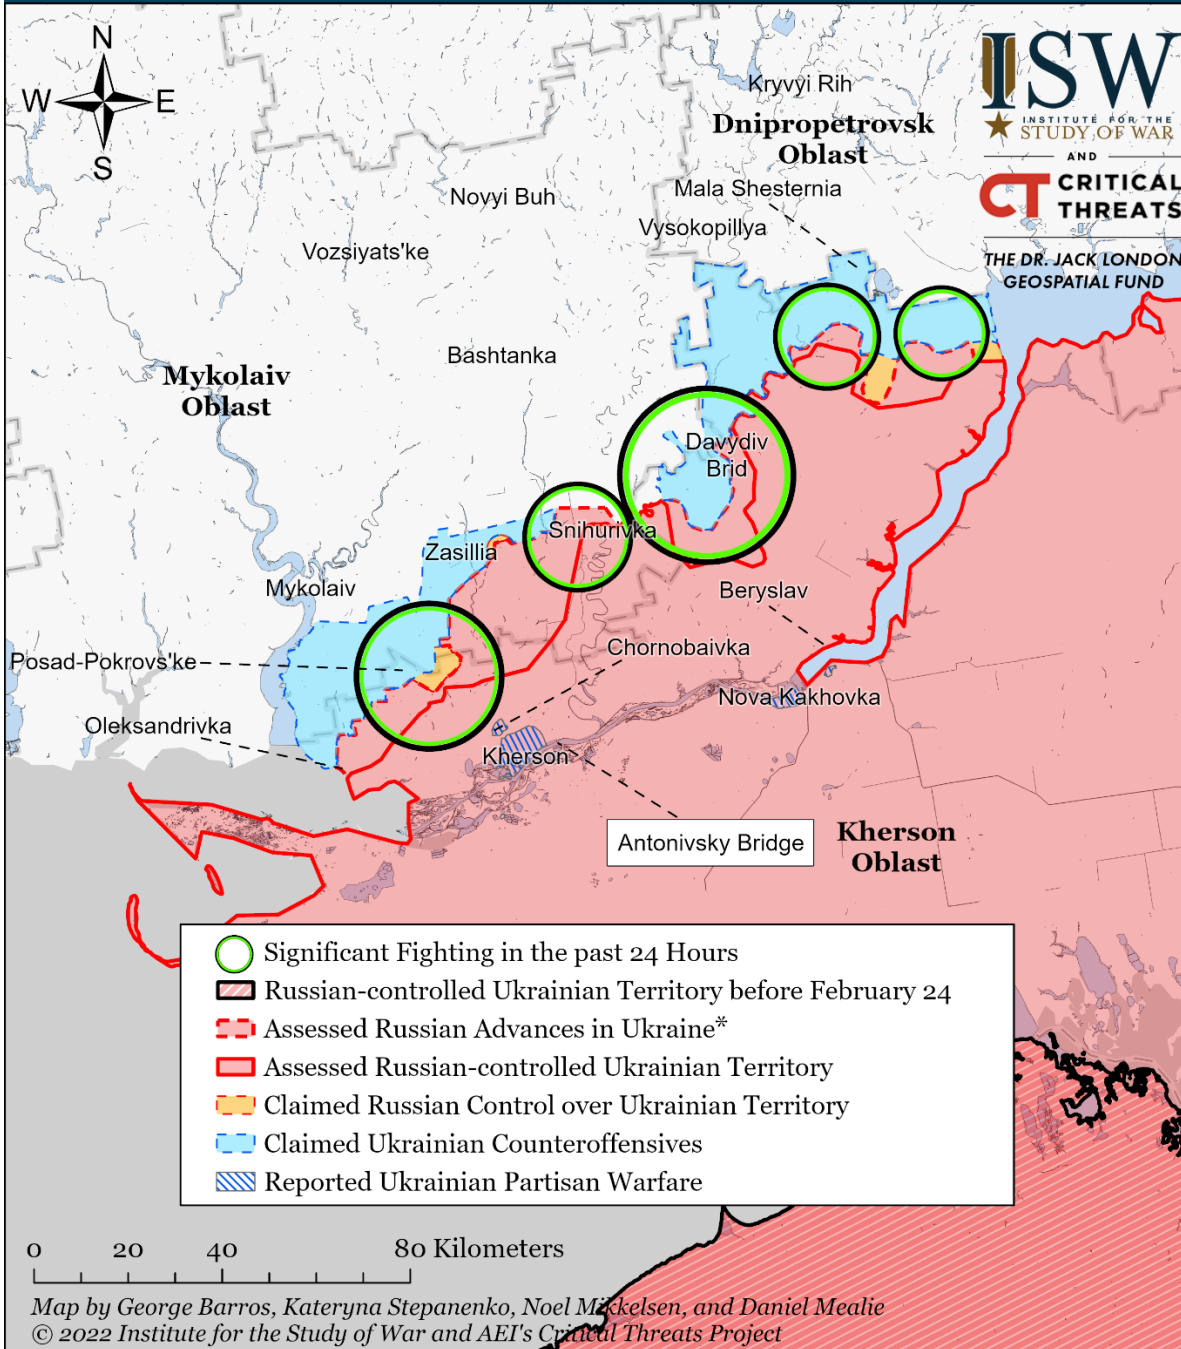 N
W
E
S
ISW
INSTITUTE FOR THE
STUDY OF WAR
AND
CT CRITICAL
THREATS
THE DR. JACK LONDON
GEOSPATIAL FUND
Kryvyi Rih
Dnipropetrovsk
Oblast
Mala Shesternia
Novyi Buh
Vysokopillya
Vozsiyats'ke
Bashtanka
Mykolaiv
Oblast
Davydiv
Brid
Snihurivka
Zasillia
Mykolaiv
Beryslav
Chornobaivka
Posad-Pokrovs'ke
Nova Kakhovka
Oleksandrivka
Kherson
Antonivsky Bridge
Kherson
Oblast
Significant Fighting in the past 24 Hours
Russian-controlled Ukrainian Territory before February 24
Assessed Russian Advances in Ukraine*
Assessed Russian-controlled Ukrainian Territory
Claimed Russian Control over Ukrainian Territory
Claimed Ukrainian Counteroffensives
Reported Ukrainian Partisan Warfare
0 20 40 80 Kilometers
Map by George Barros, Kateryna Stepanenko, Noel Mikkelsen, and Daniel Mealie
© 2022 Institute for the Study of War and AEI's Critical Threats Project